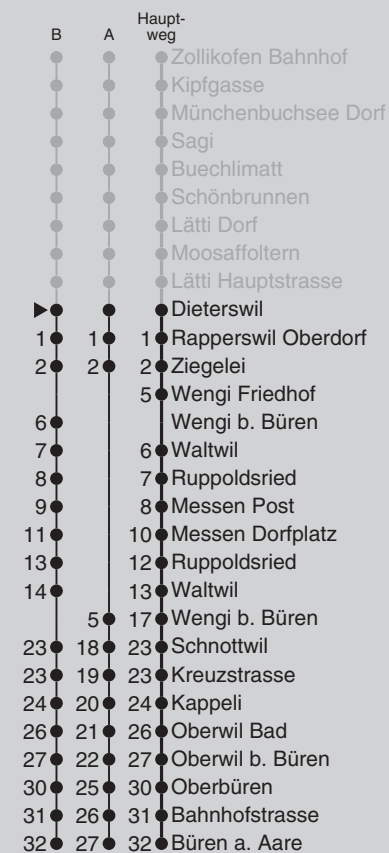 Haupt-
B A weg
Zollikofen Bahnhof
Kipfgasse
Münchenbuchsee Dorf
Sagi
Buechlimatt
Schönbrunnen
Lätti Dorf
Moosaffoltern
Lätti Hauptstrasse
Dieterswil
1 1 1 Rapperswil Oberdorf
2 2 2 Ziegelei
5 Wengi Friedhof
6 Wengi b. Büren
7 6 Waltwil
8 7 Ruppoldsried
9 8 Messen Post
11 10 Messen Dorfplatz
13 12 Ruppoldsried
14 13 Waltwil
5 17 Wengi b. Büren
23 18 23 Schnottwil
23 19 23 Kreuzstrasse
24 20 24 Kappeli
26 21 26 Oberwil Bad
27 22 27 Oberwil b. Büren
30 25 30 Oberbüren
31 26 31 Bahnhofstrasse
32 27 32 Büren a. Aare